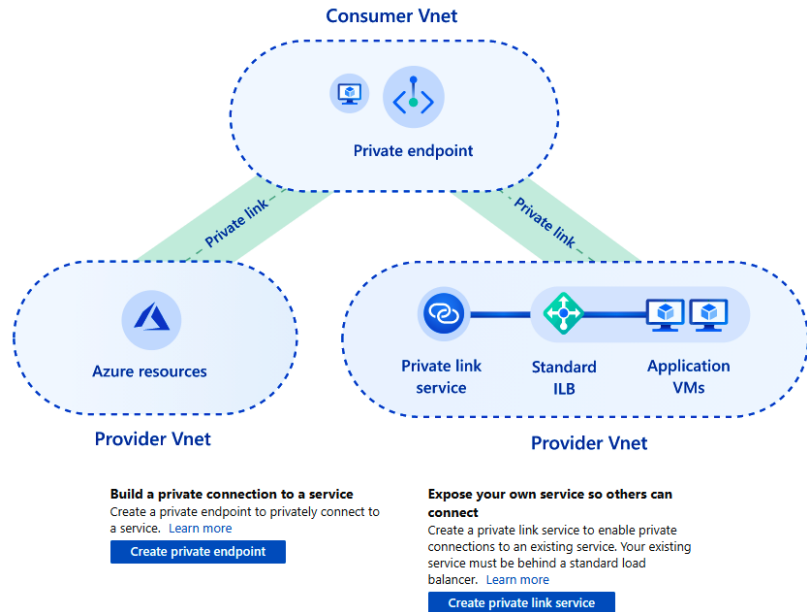 Consumer Vnet
Private endpoint
Private link
Private link
Azure resources
Provider Vnet
Private link
service
Standard
ILB
Application
VMs
Provider Vnet
Build a private connection to a service
Create a private endpoint to privately connect to
a service. Learn more
Create private endpoint
Expose your own service so others can
connect
Create a private link service to enable private
connections to an existing service. Your existing
service must be behind a standard load
balancer. Learn more
Create private link service